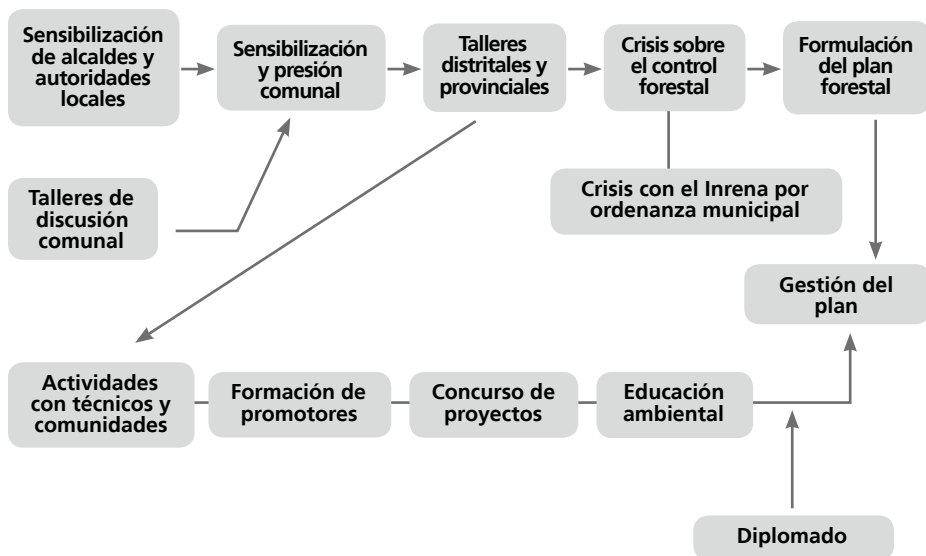 Sensibilización
de alcaldes y
autoridades
locales
Sensibilización
y presión
comunal
Talleres
distritales y
provinciales
Crisis sobre
el control
forestal
Formulación
del plan
forestal
Talleres de
discusión
comunal
Crisis con el Inrena por
ordenanza municipal
Gestión del
plan
Actividades
con técnicos y
comunidades
Formación de
promotores
Concurso de
proyectos
Educación
ambiental
Diplomado